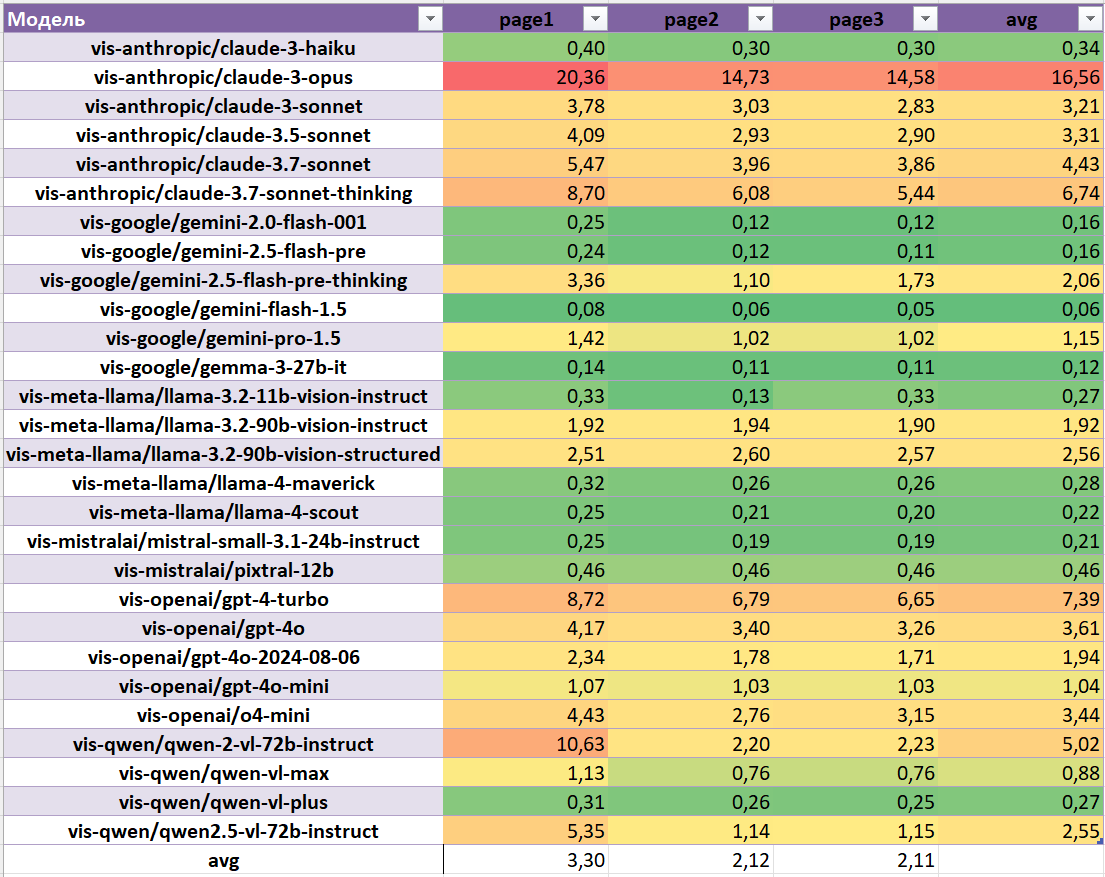 Модель page1 page2 page3 avg
vis-anthropic/claude-3-haiku 0,40 0,30 0,30 0,34
vis-anthropic/claude-3-opus 20,36 14,73 14,58 16,56
vis-anthropic/claude-3-sonnet 3,78 3,03 2,83 3,21
vis-anthropic/claude-3.5-sonnet 4,09 2,93 2,90 3,31
vis-anthropic/claude-3.7-sonnet 5,47 3,96 3,86 4,43
vis-anthropic/claude-3.7-sonnet-thinking 8,70 6,08 5,44 6,74
vis-google/gemini-2.0-flash-001 0,25 0,12 0,12 0,16
vis-google/gemini-2.5-flash-pre 0,24 0,12 0,11 0,16
vis-google/gemini-2.5-flash-pre-thinking 3,36 1,10 1,73 2,06
vis-google/gemini-flash-1.5 0,08 0,06 0,05 0,06
vis-google/gemini-pro-1.5 1,42 1,02 1,02 1,15
vis-google/gemma-3-27b-it 0,14 0,11 0,11 0,12
vis-meta-llama/llama-3.2-11b-vision-instruct 0,33 0,13 0,33 0,27
vis-meta-llama/llama-3.2-90b-vision-instruct 1,92 1,94 1,90 1,92
vis-meta-llama/llama-3.2-90b-vision-structured 2,51 2,60 2,57 2,56
vis-meta-llama/llama-4-maverick 0,32 0,26 0,26 0,28
vis-meta-llama/llama-4-scout 0,25 0,21 0,20 0,22
vis-mistralai/mistral-small-3.1-24b-instruct 0,25 0,19 0,19 0,21
vis-mistralai/pixtral-12b 0,46 0,46 0,46 0,46
vis-openai/gpt-4-turbo 8,72 6,79 6,65 7,39
vis-openai/gpt-4o 4,17 3,40 3,26 3,61
vis-openai/gpt-4o-2024-08-06 2,34 1,78 1,71 1,94
vis-openai/gpt-4o-mini 1,07 1,03 1,03 1,04
vis-openai/o4-mini 4,43 2,76 3,15 3,44
vis-qwen/qwen-2-vl-72b-instruct 10,63 2,20 2,23 5,02
vis-qwen/qwen-vl-max 1,13 0,76 0,76 0,88
vis-qwen/qwen-vl-plus 0,31 0,26 0,25 0,27
vis-qwen/qwen2.5-vl-72b-instruct 5,35 1,14 1,15 2,55
avg 3,30 2,12 2,11